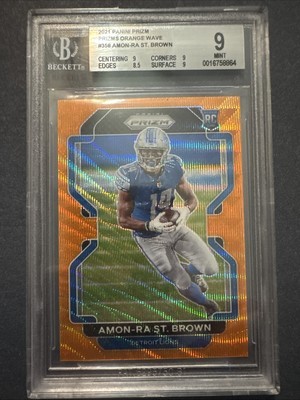 2021 PANINI PRIZM
PRIZMS ORANGE WAVE
#358 AMON-RA ST. BROWN
CENTERING 9 CORNERS 9
EDGES 8.5 SURFACE 9
9
MINT
0016758864
BECKETT
PRIZM
RC
AMON-RA ST. BROWN
DETROIT LIONS